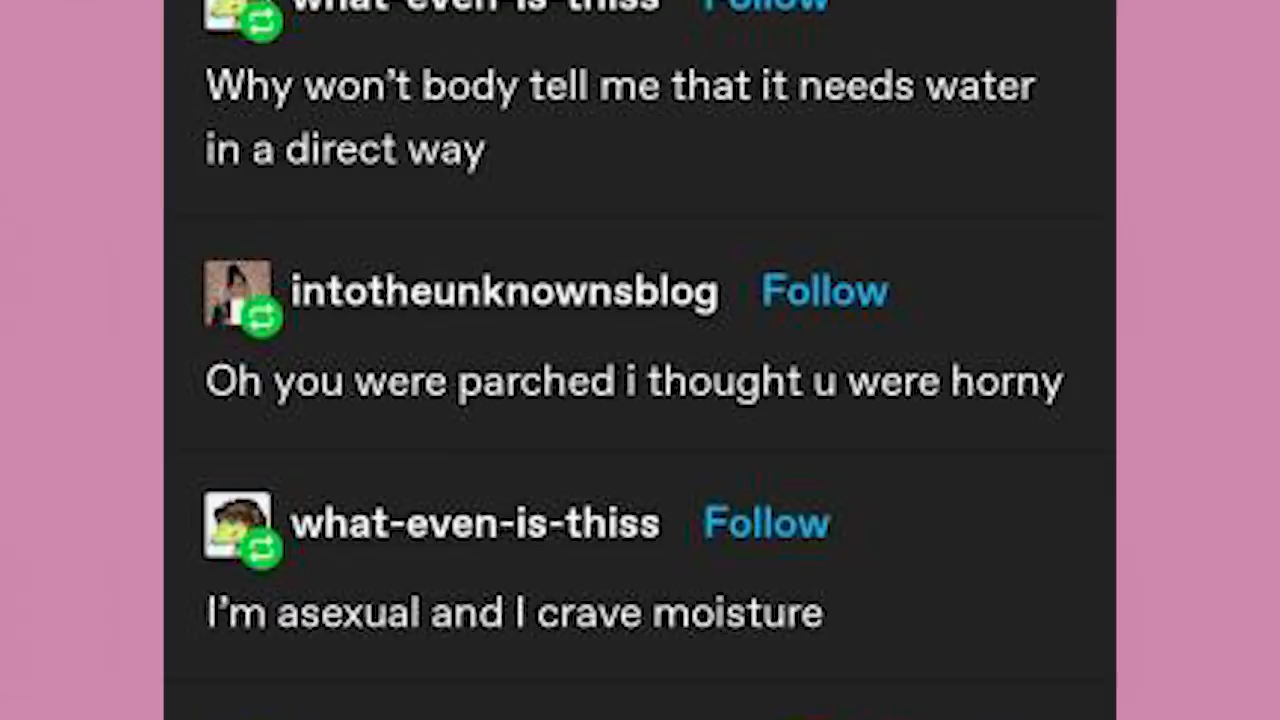 what-even-is-thiss Follow
Why won't body tell me that it needs water
in a direct way
intotheunknownsblog Follow
Oh you were parched i thought u were horny
what-even-is-thiss Follow
I'm asexual and I crave moisture